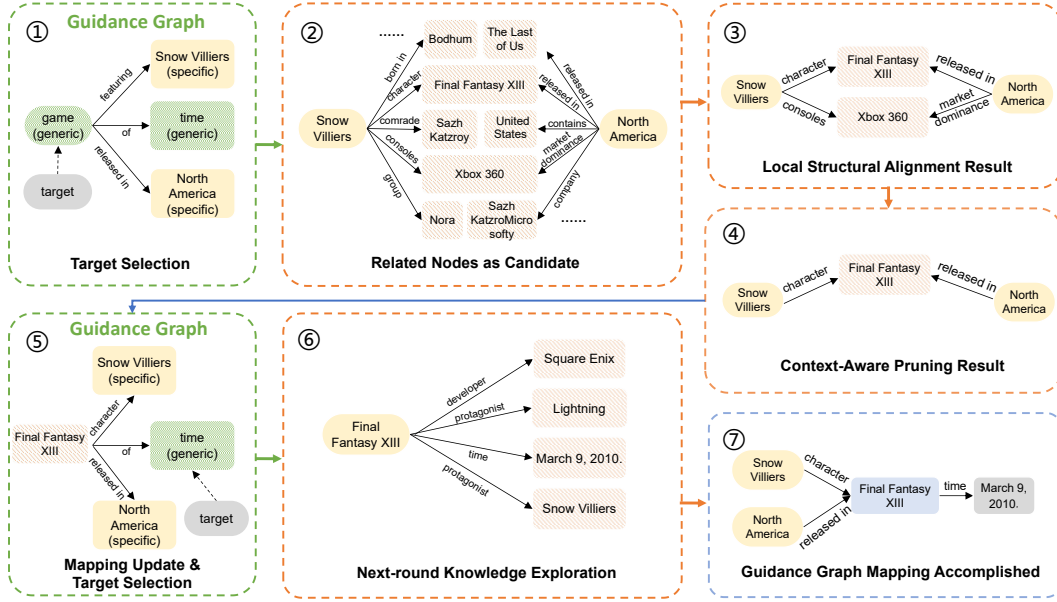 ①
Guidance Graph
featuring
Snow Villiers
(specific)
game
(generic)
of
time
(generic)
released in
North
America
(specific)
target
Target Selection
②
......
Bodhum
The Last
of Us
born in
released in
character
Final Fantasy XIII
released in
Snow
Villiers
comrade
Sazh
Katzroy
United
States
contains
North
America
consoles
Xbox 360
market
dominance
group
company
Nora
Sazh
KatzroMicro
softy
......
Related Nodes as Candidate
③
Snow
Villiers
character
Final Fantasy
XIII
released in
North
America
consoles
Xbox 360
market
dominance
Local Structural Alignment Result
④
Snow
Villiers
character
Final Fantasy
XIII
released in
North
America
Context-Aware Pruning Result
⑤
Guidance Graph
Snow Villiers
(specific)
character
Final Fantasy
XIII
of
time
(generic)
released in
North
America
(specific)
target
Mapping Update &
Target Selection
⑥
Final
Fantasy XIII
developer
Square Enix
protagonist
Lightning
time
March 9, 2010.
protagonist
Snow Villiers
Next-round Knowledge Exploration
⑦
Snow
Villiers
character
North
America
released in
Final Fantasy
XIII
time
March 9,
2010.
Guidance Graph Mapping Accomplished